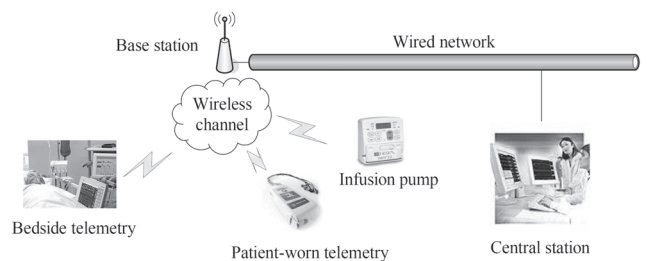 Base station
Wired network
Wireless
channel
Infusion pump
Bedside telemetry
Patient-worn telemetry
Central station